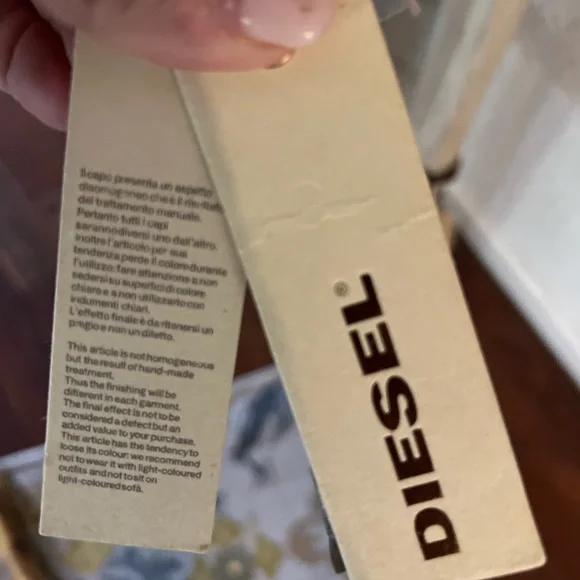 Il capo presenta un aspetto
disomogeneo che è il risultato
del trattamento manuale.
Pertanto tutti i capi
saranno diversi uno dall'altro.
Inoltre l'articolo per sua
tendenza perde il colore durante
l'utilizzo: fare attenzione a non
sedersi su superfici di colore
chiaro e a non utilizzarlo con
indumenti chiari.
L'effetto finale è da ritenersi un
pregio e non un difetto.
This article is not homogeneous
but the result of hand-made
treatment.
Thus the finishing will be
different in each garment.
The final effect is not to be
considered a defect but an
added value to your purchase.
This article has the tendency to
loose its colour: we recommend
not to wear it with light-coloured
outfits and not to sit on
light-coloured sofà.
DIESEL®